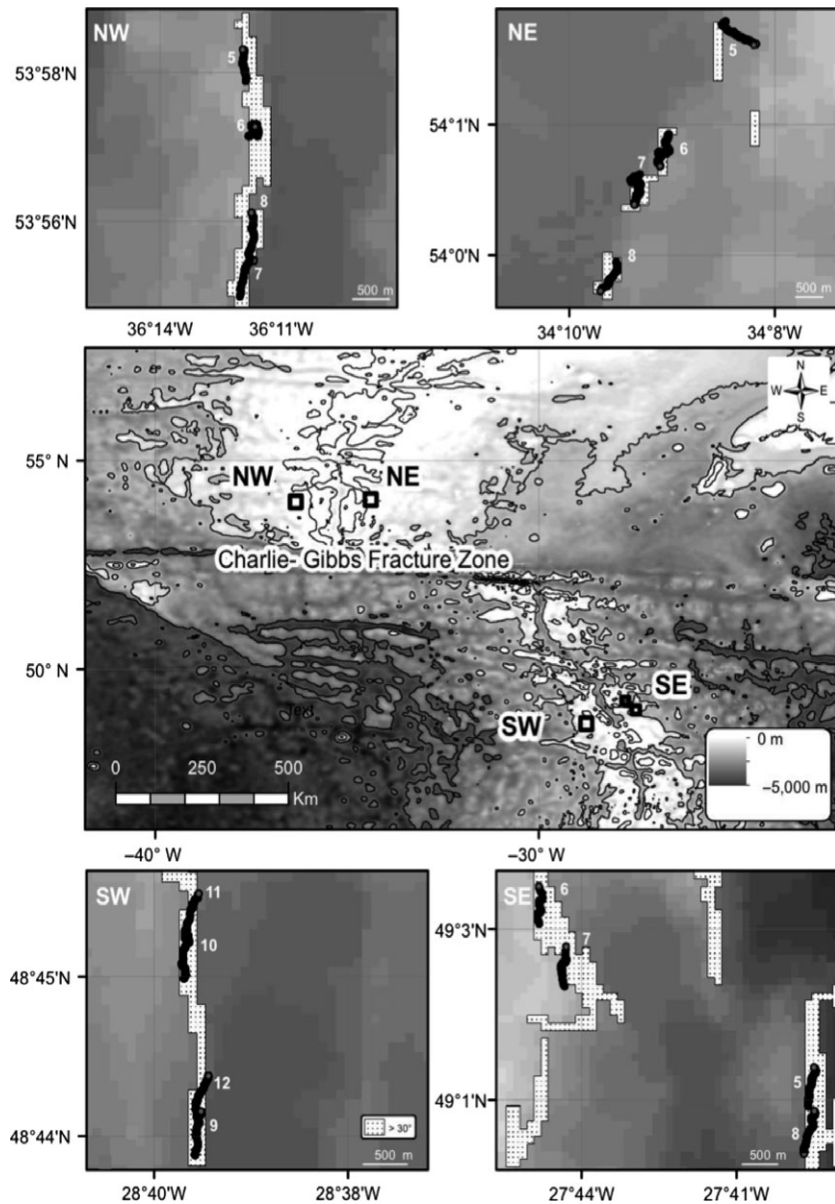 NW
53°58'N
53°56'N
5
6
8
7
500 m
36°14'W
36°11'W
NE
54°1'N
54°0'N
5
6
7
8
500 m
34°10'W
34°8'W
N
W E
S
55° N
50° N
NW
NE
Charlie- Gibbs Fracture Zone
SE
SW
Text
0 250 500
Km
0 m
−5,000 m
−40° W
−30° W
SW
48°45'N
48°44'N
11
10
12
9
> 30°
500 m
28°40'W
28°38'W
SE
49°3'N
49°1'N
6
7
5
8
500 m
27°44'W
27°41'W